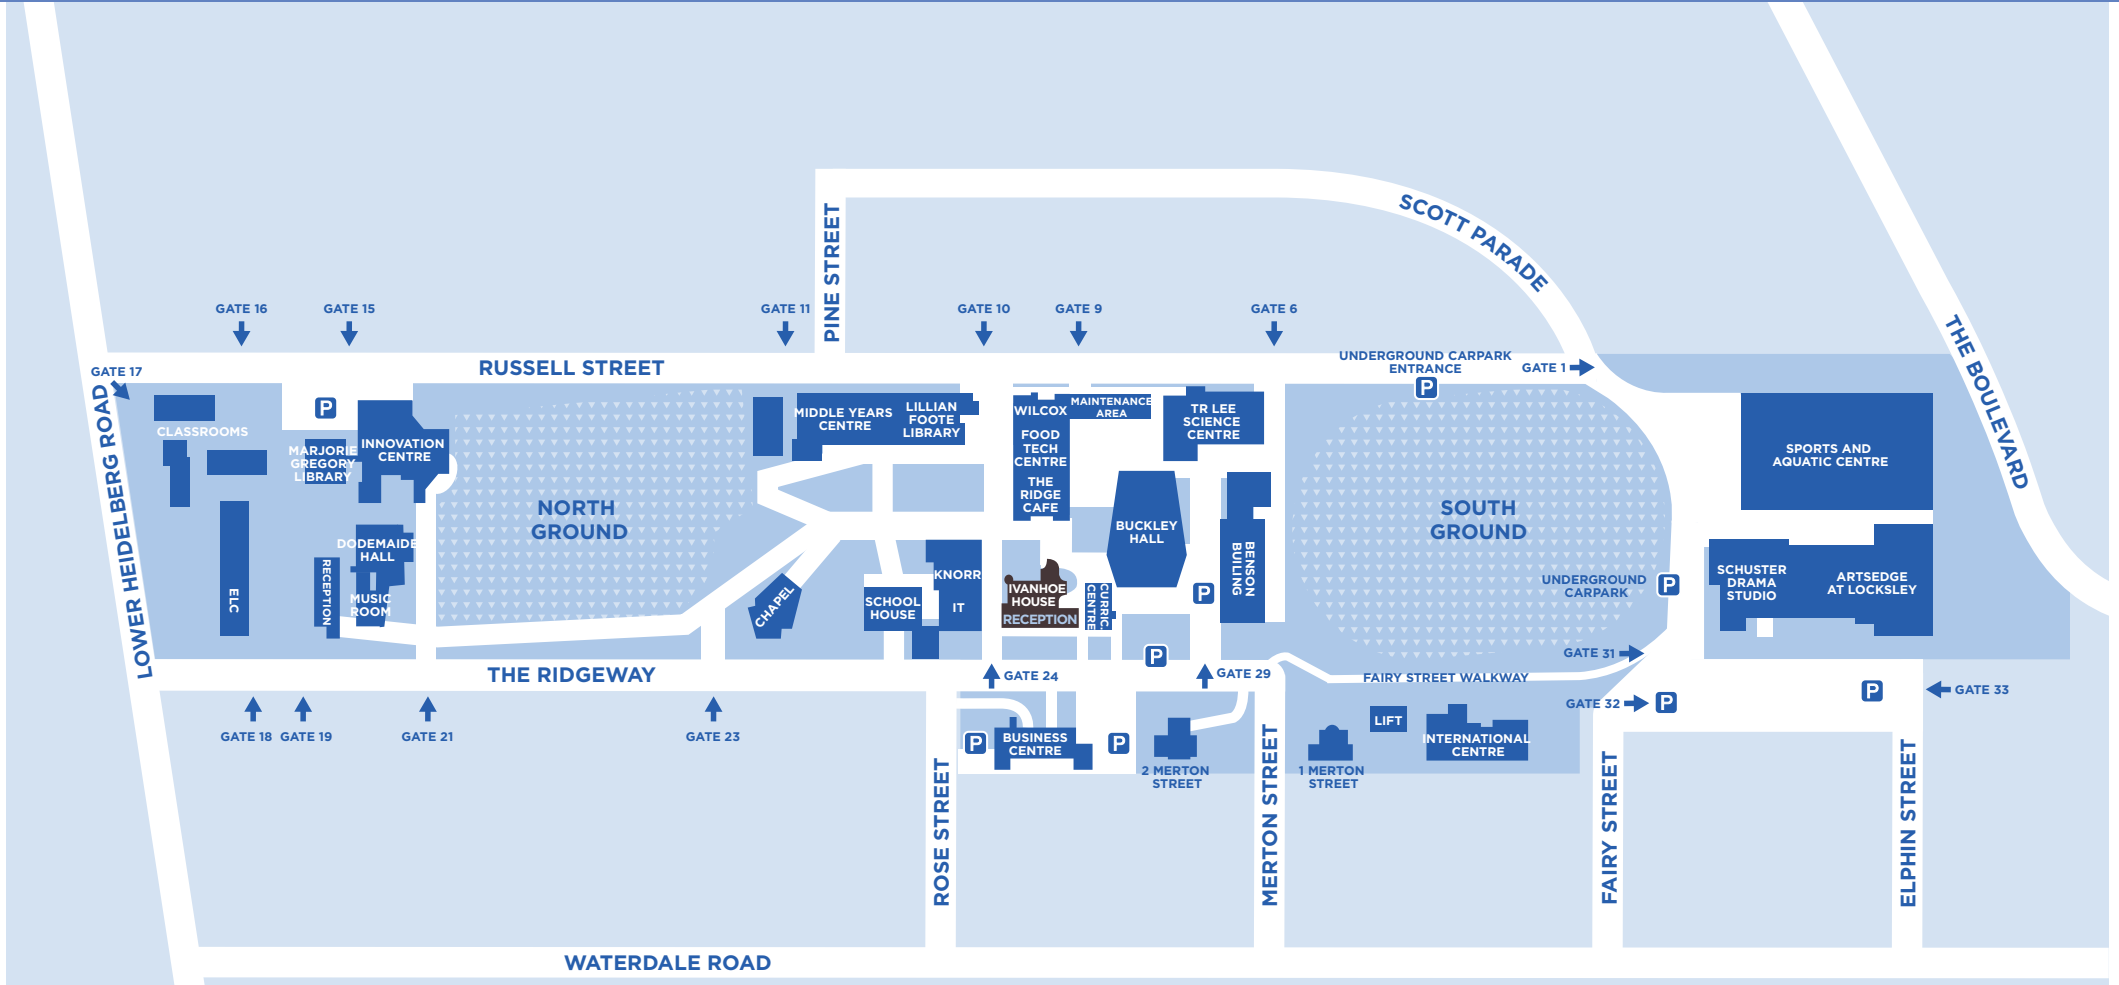 SCOTT PARADE
PINE STREET
THE BOULEVARD
GATE 16
GATE 15
GATE 11
GATE 10
GATE 9
GATE 6
RUSSELL STREET
UNDERGROUND CARPARK
ENTRANCE
P
GATE 1
GATE 17
LOWER HEIDELBERG ROAD
CLASSROOMS
P
MARJORIE
GREGORY
LIBRARY
INNOVATION
CENTRE
MIDDLE YEARS
CENTRE
LILLIAN
FOOTE
LIBRARY
WILCOX
FOOD
TECH
CENTRE
THE
RIDGE
CAFE
MAINTENANCE
AREA
TR LEE
SCIENCE
CENTRE
SPORTS AND
AQUATIC CENTRE
NORTH
GROUND
SOUTH
GROUND
BUCKLEY
HALL
BENSON
BUILING
DODEMAIDE
HALL
ELC
RECEPTION
MUSIC
ROOM
CHAPEL
SCHOOL
HOUSE
KNORR
IT
IVANHOE
HOUSE
RECEPTION
CURRIC.
CENTRE
P
UNDERGROUND
CARPARK
P
SCHUSTER
DRAMA
STUDIO
ARTSEDGE
AT LOCKSLEY
P
GATE 31
THE RIDGEWAY
GATE 24
GATE 29
FAIRY STREET WALKWAY
GATE 32
P
P
GATE 33
GATE 18
GATE 19
GATE 21
GATE 23
P
BUSINESS
CENTRE
P
2 MERTON
STREET
1 MERTON
STREET
LIFT
INTERNATIONAL
CENTRE
ROSE STREET
MERTON STREET
FAIRY STREET
ELPHIN STREET
WATERDALE ROAD